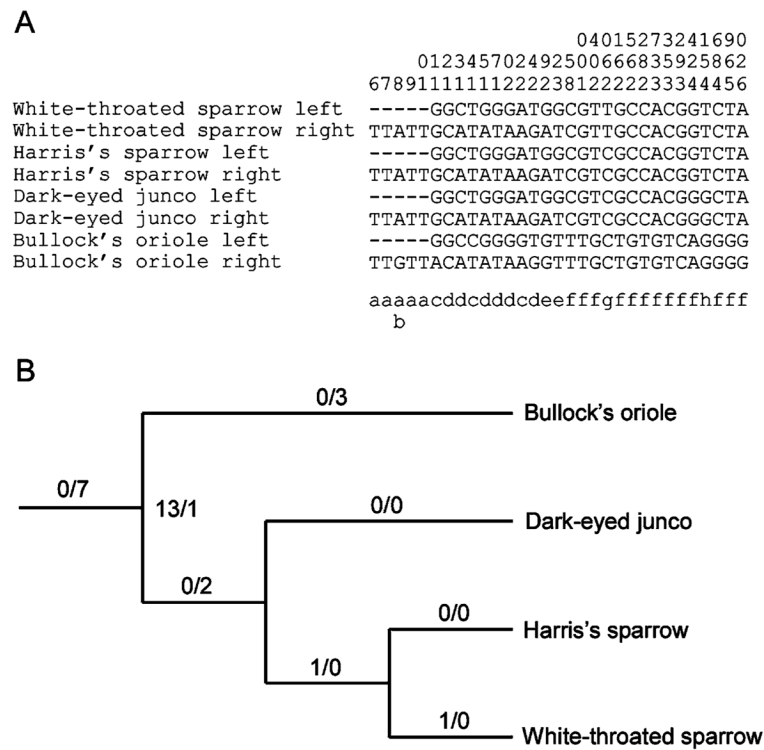 A
04015273241690
012345702492500666835925862
6789111111122223812222233344456
White-throated sparrow left -----GGCTGGGATGGCGTTGCCACGGTCTA
White-throated sparrow right TTATTGCATATAAGATCGTTGCCACGGTCTA
Harris's sparrow left -----GGCTGGGATGGCGTCGCCACGGTCTA
Harris's sparrow right TTATTGCATATAAGATCGTCGCCACGGTCTA
Dark-eyed junco left -----GGCTGGGATGGCGTCGCCACGGGCTA
Dark-eyed junco right TTATTGCATATAAGATCGTCGCCACGGGCTA
Bullock's oriole left -----GGCCGGGGTGTTTGCTGTGTCAGGGG
Bullock's oriole right TTGTTACATATAAGGTTTGCTGTGTCAGGGG
aaaaacddcdddcdeefffgfffffffhfff
b
B
0/3
Bullock's oriole
0/7
13/1
0/0
Dark-eyed junco
0/2
0/0
Harris's sparrow
1/0
1/0
White-throated sparrow